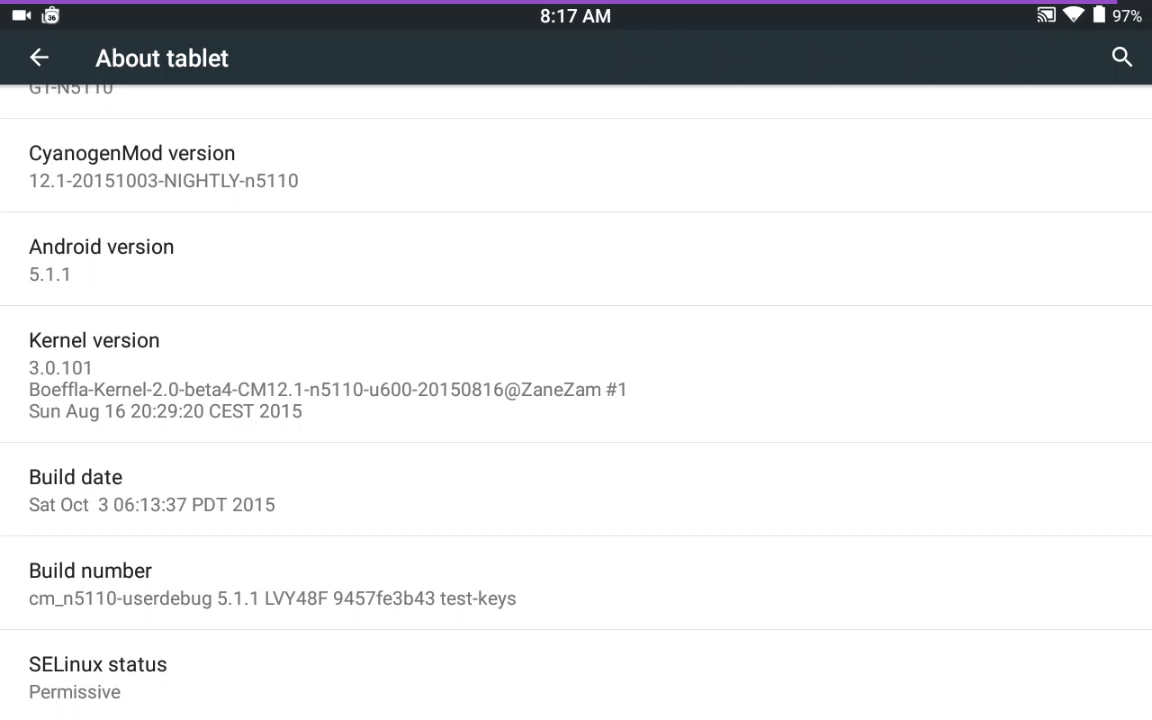 8:17 AM
97%
About tablet
GT-N5110
CyanogenMod version
12.1-20151003-NIGHTLY-n5110
Android version
5.1.1
Kernel version
3.0.101
Boeffla-Kernel-2.0-beta4-CM12.1-n5110-u600-20150816@ZaneZam #1
Sun Aug 16 20:29:20 CEST 2015
Build date
Sat Oct  3 06:13:37 PDT 2015
Build number
cm_n5110-userdebug 5.1.1 LVY48F 9457fe3b43 test-keys
SELinux status
Permissive